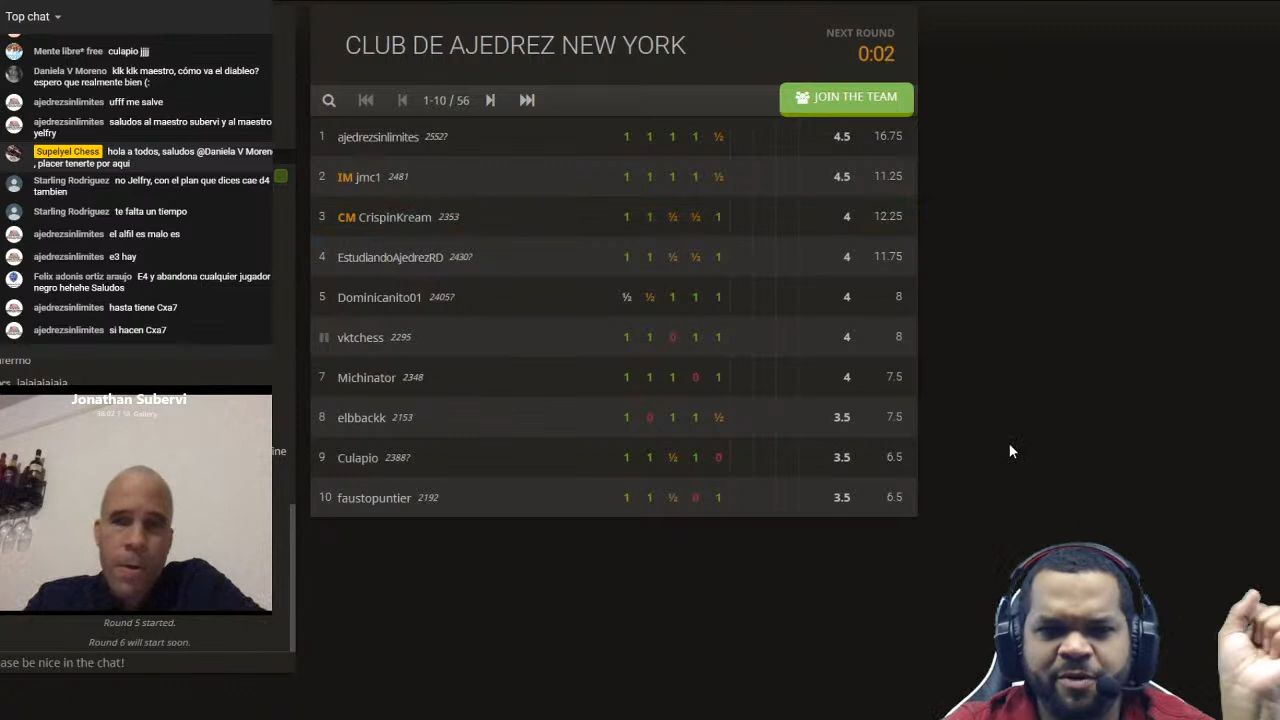 Top chat
Mente libre* free culapio jjjj
Daniela V Moreno klk klk maestro, cómo va el diableo?
espero que realmente bien (:
ajedrezsinlimites ufff me salve
ajedrezsinlimites saludos al maestro subervi y al maestro
yelfry
Supelyel Chess hola a todos, saludos @Daniela V Moreno
, placer tenerte por aqui
Starling Rodriguez no Jelfry, con el plan que dices cae d4
tambien
Starling Rodriguez te falta un tiempo
ajedrezsinlimites el alfil es malo es
ajedrezsinlimites e3 hay
Felix adonis ortiz araujo E4 y abandona cualquier jugador
negro hehehe Saludos
ajedrezsinlimites hasta tiene Cxa7
ajedrezsinlimites si hacen Cxa7
Jonathan Subervi
Gallery
Round 5 started.
Round 6 will start soon.
ase be nice in the chat!
CLUB DE AJEDREZ NEW YORK
NEXT ROUND
0:02
1-10 / 56
JOIN THE TEAM
1 ajedrezsinlimites 2552? 1 1 1 1 ½ 4.5 16.75
2 IM jmc1 2481 1 1 1 1 ½ 4.5 11.25
3 CM CrispinKream 2353 1 1 ½ ½ 1 4 12.25
4 EstudiandoAjedrezRD 2430? 1 1 ½ ½ 1 4 11.75
5 Dominicanito01 2405? ½ ½ 1 1 1 4 8
vktchess 2295 1 1 0 1 1 4 8
7 Michinator 2348 1 1 1 0 1 4 7.5
8 elbbackk 2153 1 0 1 1 ½ 3.5 7.5
9 Culapio 2388? 1 1 ½ 1 0 3.5 6.5
10 faustopuntier 2192 1 1 ½ 0 1 3.5 6.5